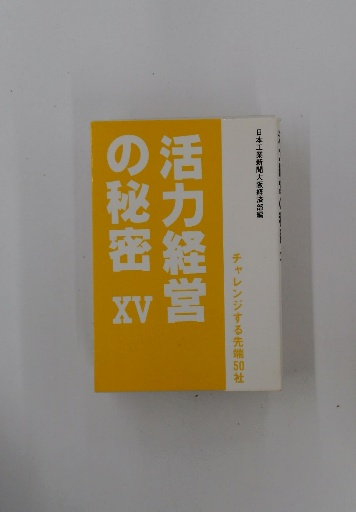 日本工業新聞大阪経済部編
チャレンジする先端50社
活力経営
の秘密
XV